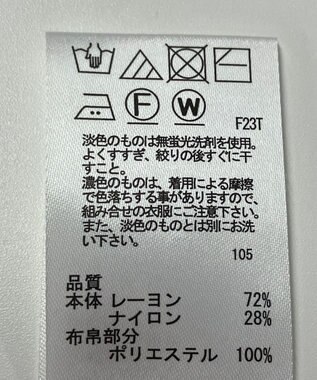 F W F23T
淡色のものは無蛍光洗剤を使用。
よくすすぎ、絞りの後すぐに干
すこと。
濃色のものは、着用による摩擦
で色落ちする事がありますので、
組み合せの衣服にご注意下さい。
また、淡色のものとは別にお洗
い下さい。
105
品質
本体 レーヨン 72%
ナイロン 28%
布帛部分
ポリエステル 100%